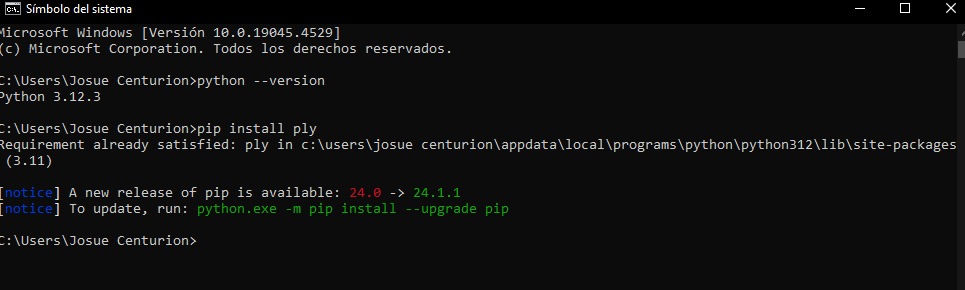 Símbolo del sistema
Microsoft Windows [Versión 10.0.19045.4529]
(c) Microsoft Corporation. Todos los derechos reservados.
C:\Users\Josue Centurion>python --version
Python 3.12.3
C:\Users\Josue Centurion>pip install ply
Requirement already satisfied: ply in c:\users\josue centurion\appdata\local\programs\python\python312\lib\site-packages
(3.11)
[notice] A new release of pip is available: 24.0 -> 24.1.1
[notice] To update, run: python.exe -m pip install --upgrade pip
C:\Users\Josue Centurion>